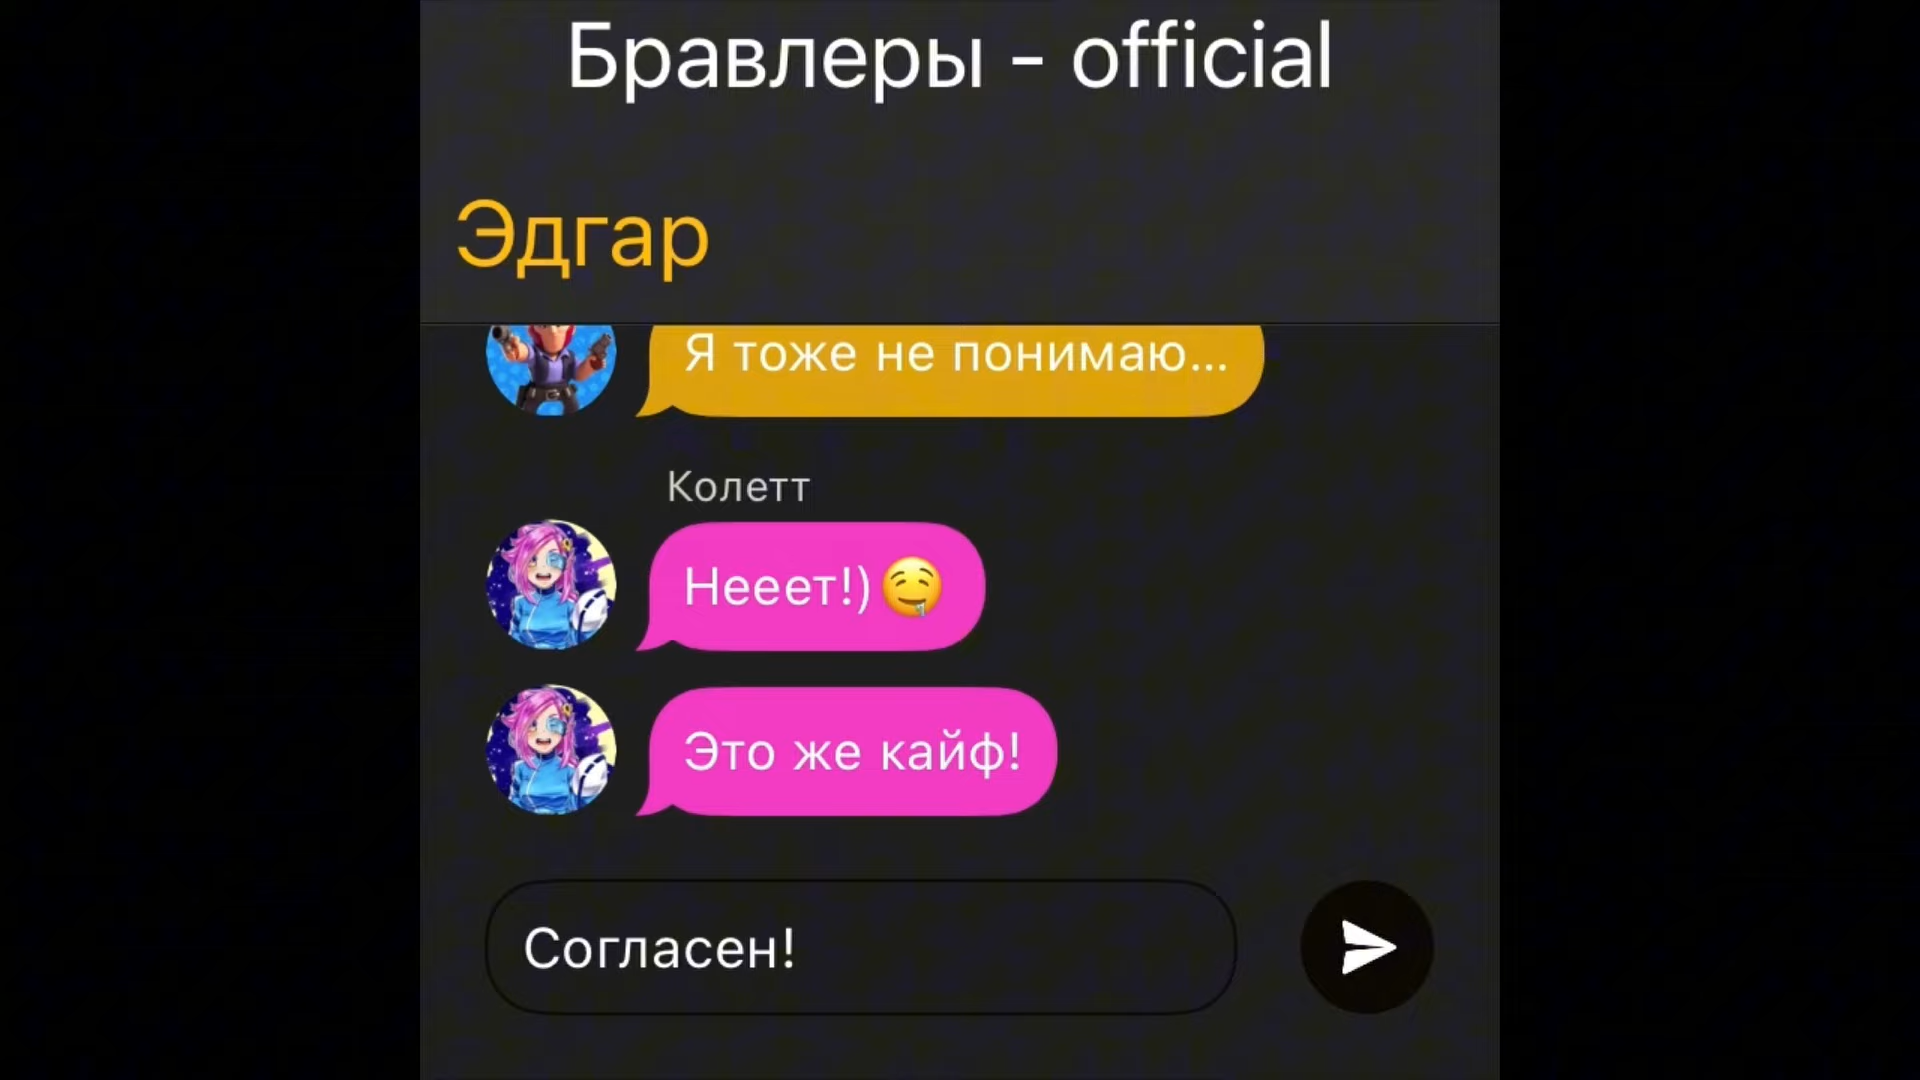 Бравлеры - official
Эдгар
Я тоже не понимаю...
Колетт
Нееет!)🤤
Это же кайф!
Согласен!